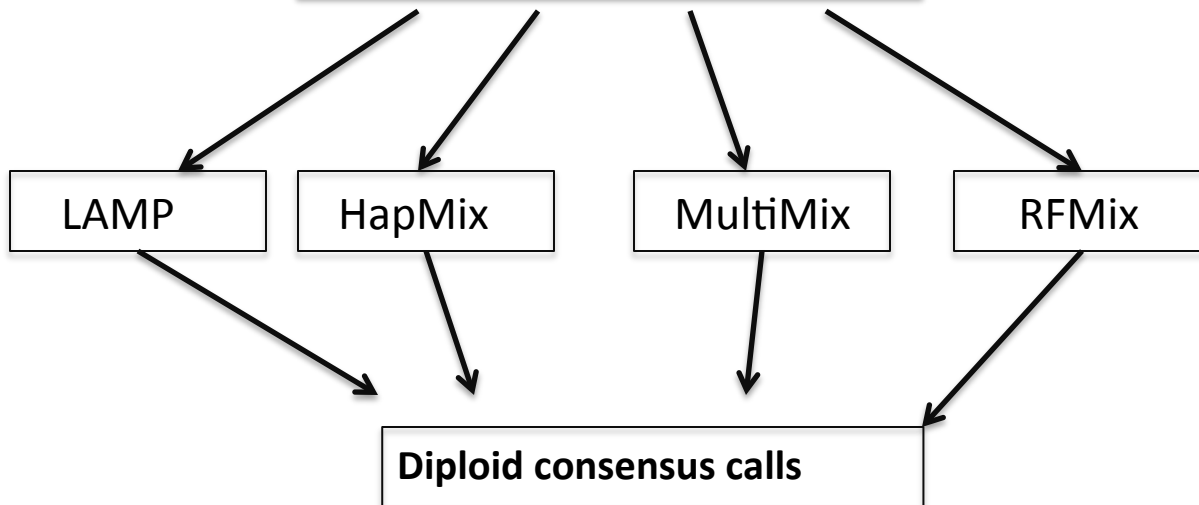 LAMP
HapMix
MultiMix
RFMix
Diploid consensus calls